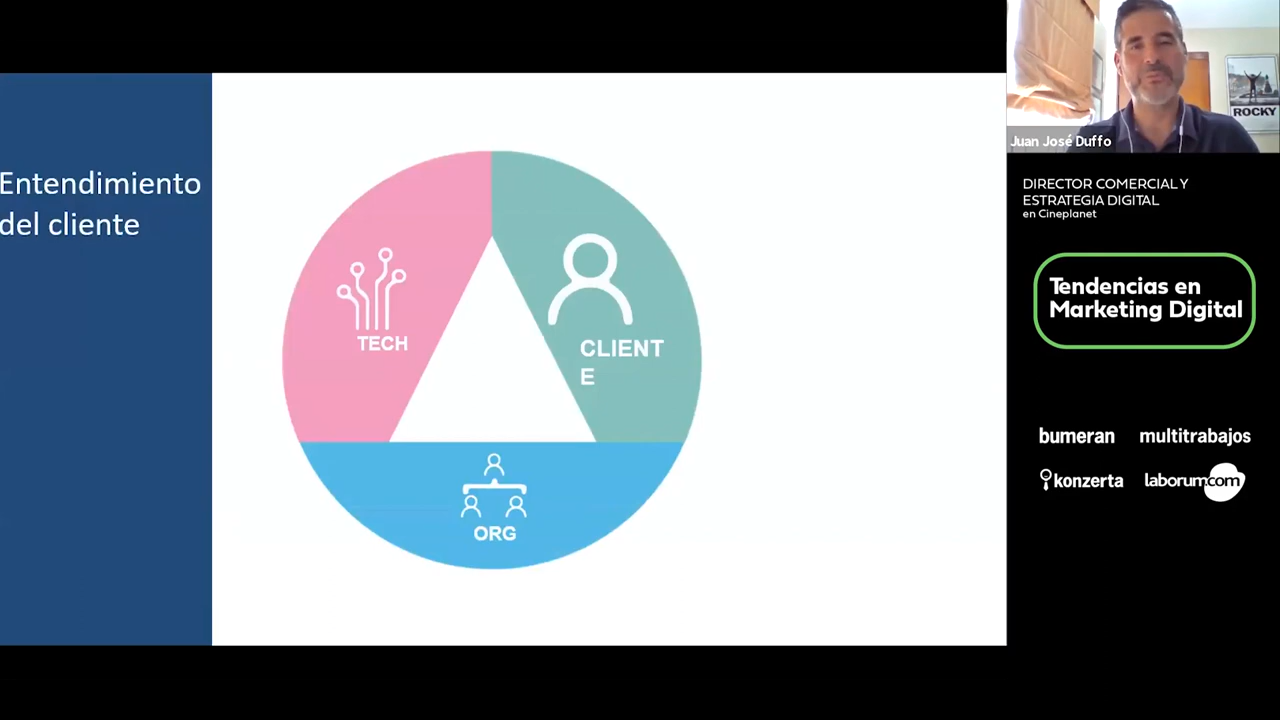 Entendimiento
del cliente
TECH
CLIENT
E
ORG
ROCKY
Juan José Duffo
DIRECTOR COMERCIAL Y
ESTRATEGIA DIGITAL
en Cineplanet
Tendencias en
Marketing Digital
bumeran multitrabajos
konzerta laborum.com